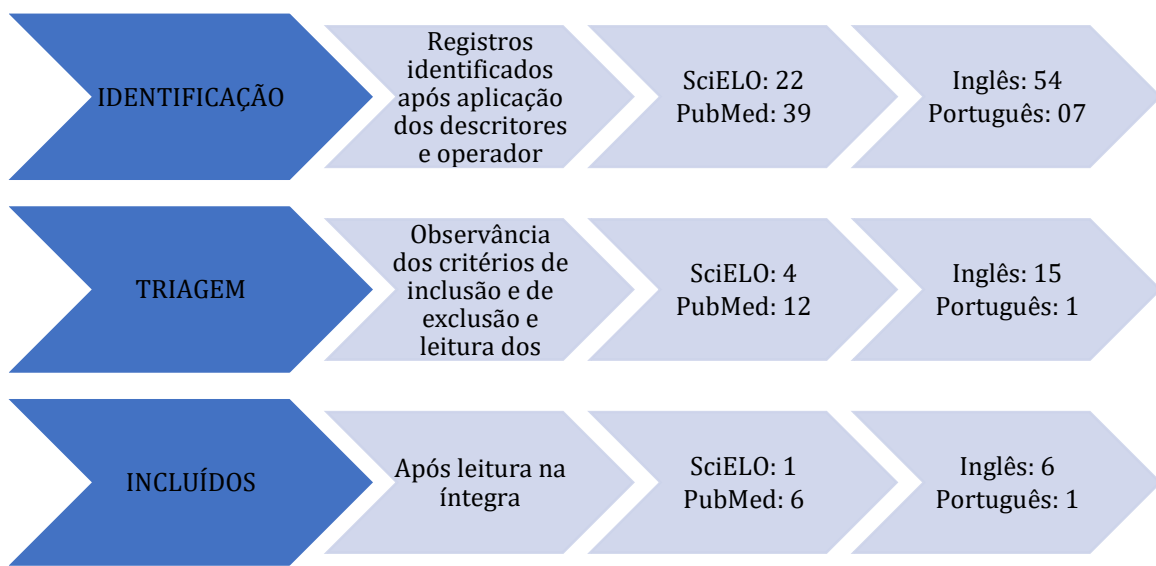 IDENTIFICAÇÃO
Registros
identificados
após aplicação
dos descritores
e operador
SciELO: 22
PubMed: 39
Inglês: 54
Português: 07
TRIAGEM
Observância
dos critérios de
inclusão e de
exclusão e
leitura dos
SciELO: 4
PubMed: 12
Inglês: 15
Português: 1
INCLUÍDOS
Após leitura na
íntegra
SciELO: 1
PubMed: 6
Inglês: 6
Português: 1